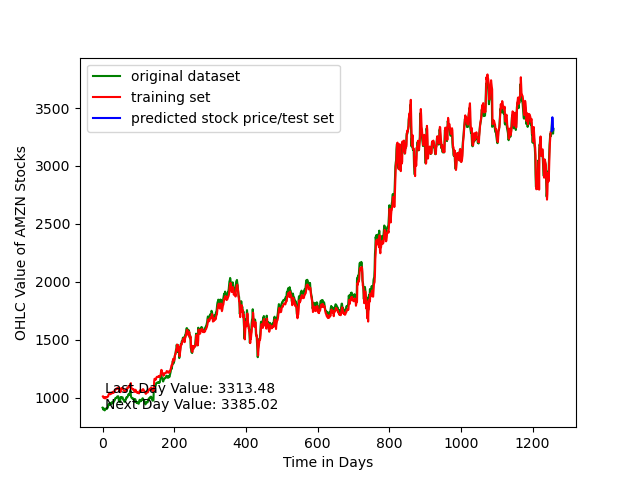 original dataset
training set
predicted stock price/test set
OHLC Value of AMZN Stocks
3500
3000
2500
2000
1500
1000
Last Day Value: 3313.48
Next Day Value: 3385.02
0 200 400 600 800 1000 1200
Time in Days